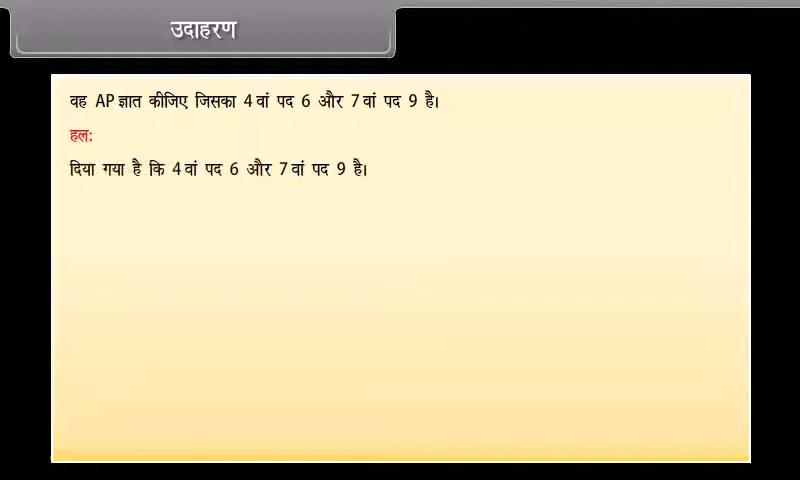 उदाहरण
वह AP ज्ञात कीजिए जिसका 4 वां पद 6 और 7 वां पद 9 है।
हल:
दिया गया है कि 4 वां पद 6 और 7 वां पद 9 है।